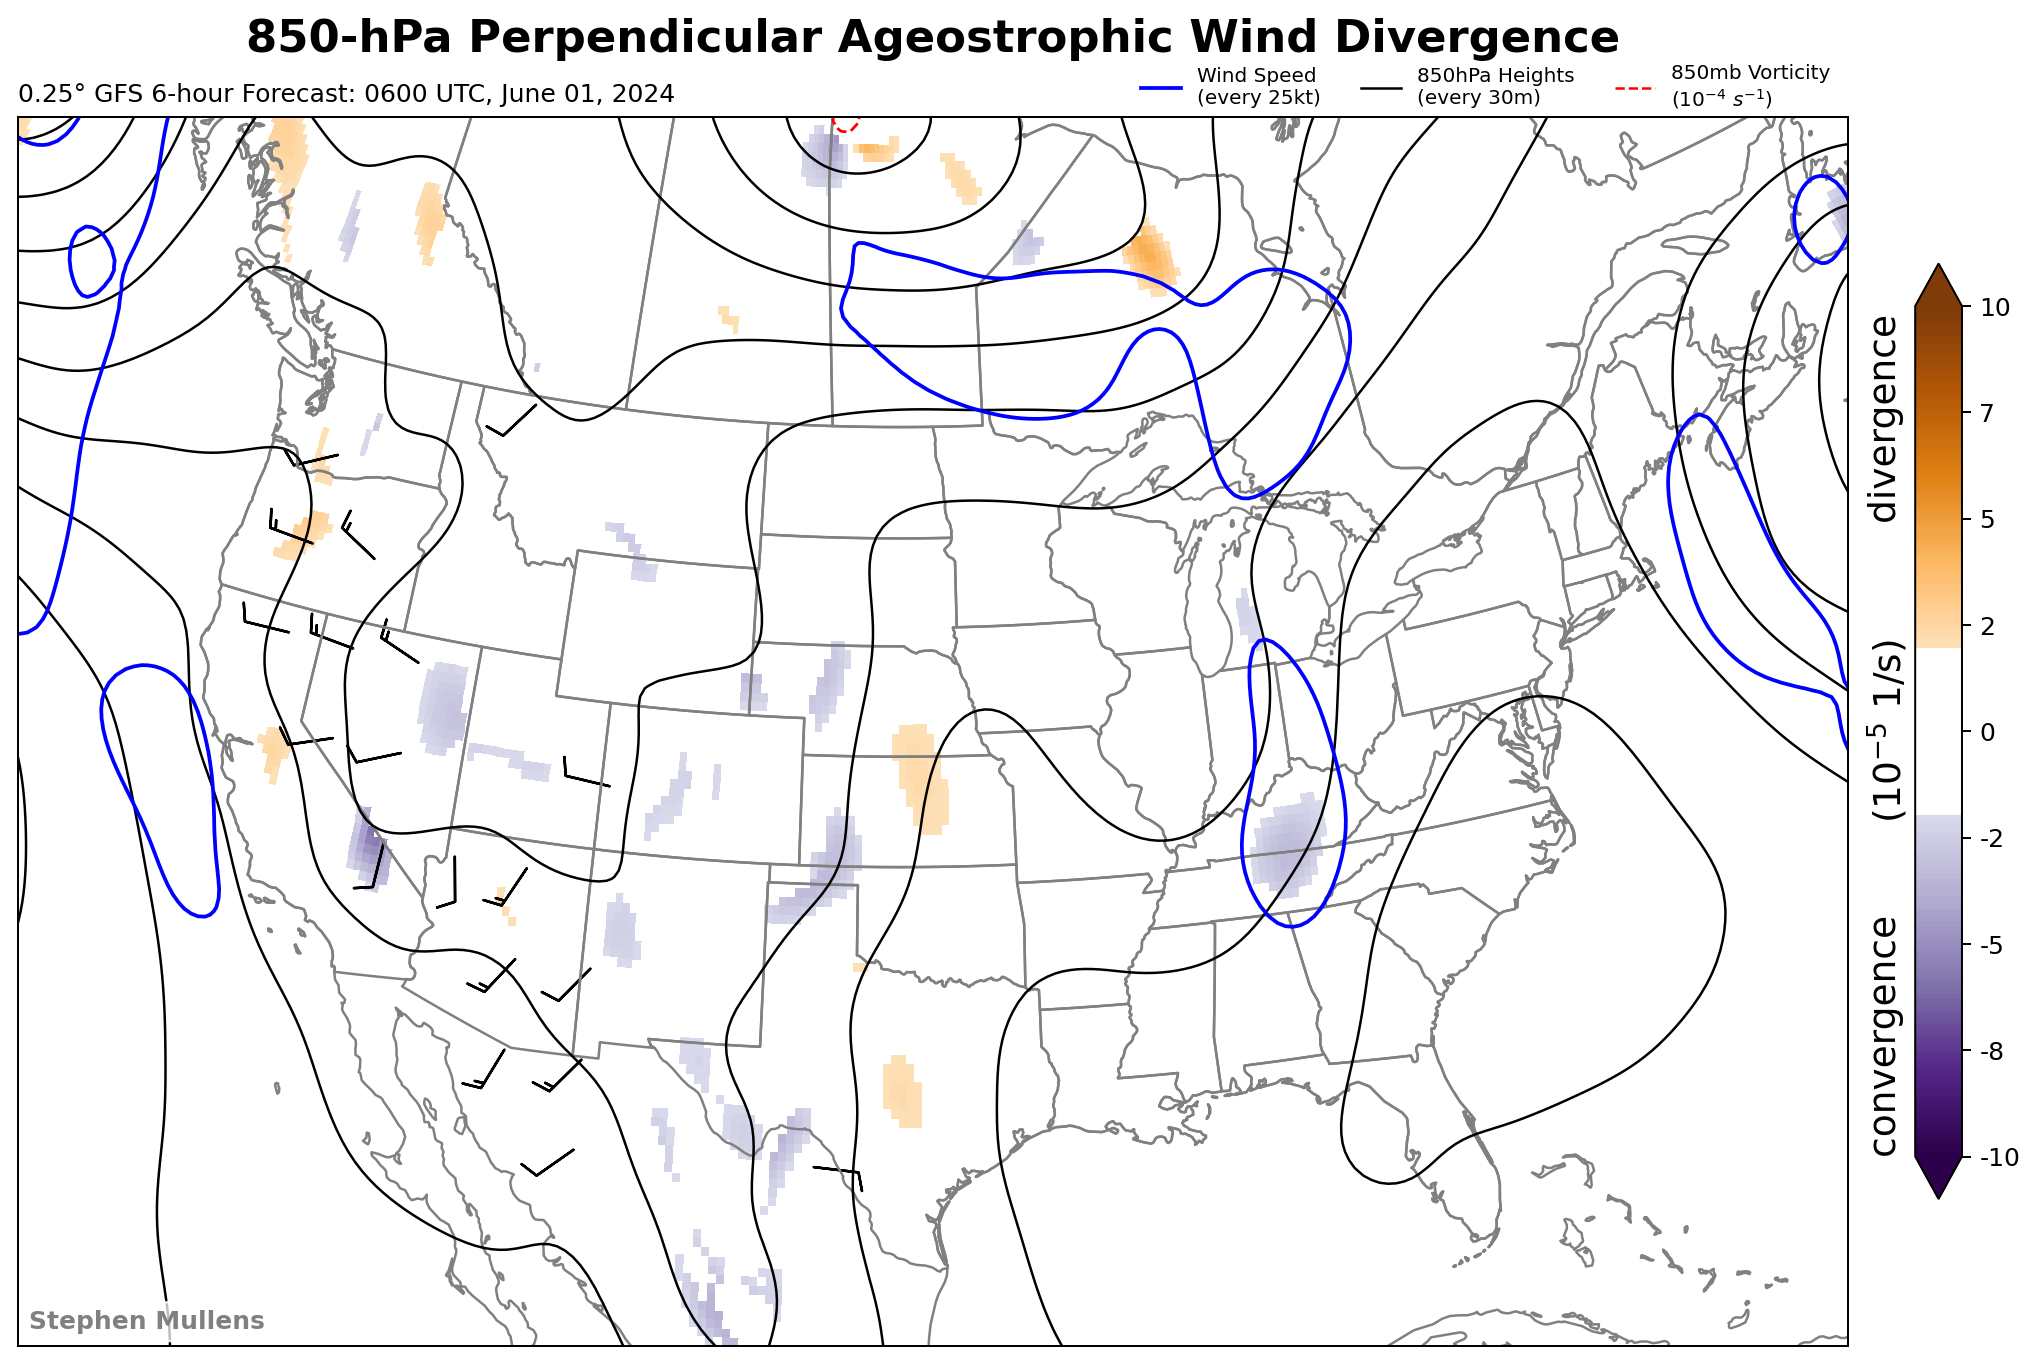 850-hPa Perpendicular Ageostrophic Wind Divergence
0.25° GFS 6-hour Forecast: 0600 UTC, June 01, 2024
Wind Speed
(every 25kt)
850hPa Heights
(every 30m)
850mb Vorticity
(10⁻⁴ s⁻¹)
10
7
5
2
0
-2
-5
-8
-10
convergence (10⁻⁵ 1/s) divergence
Stephen Mullens